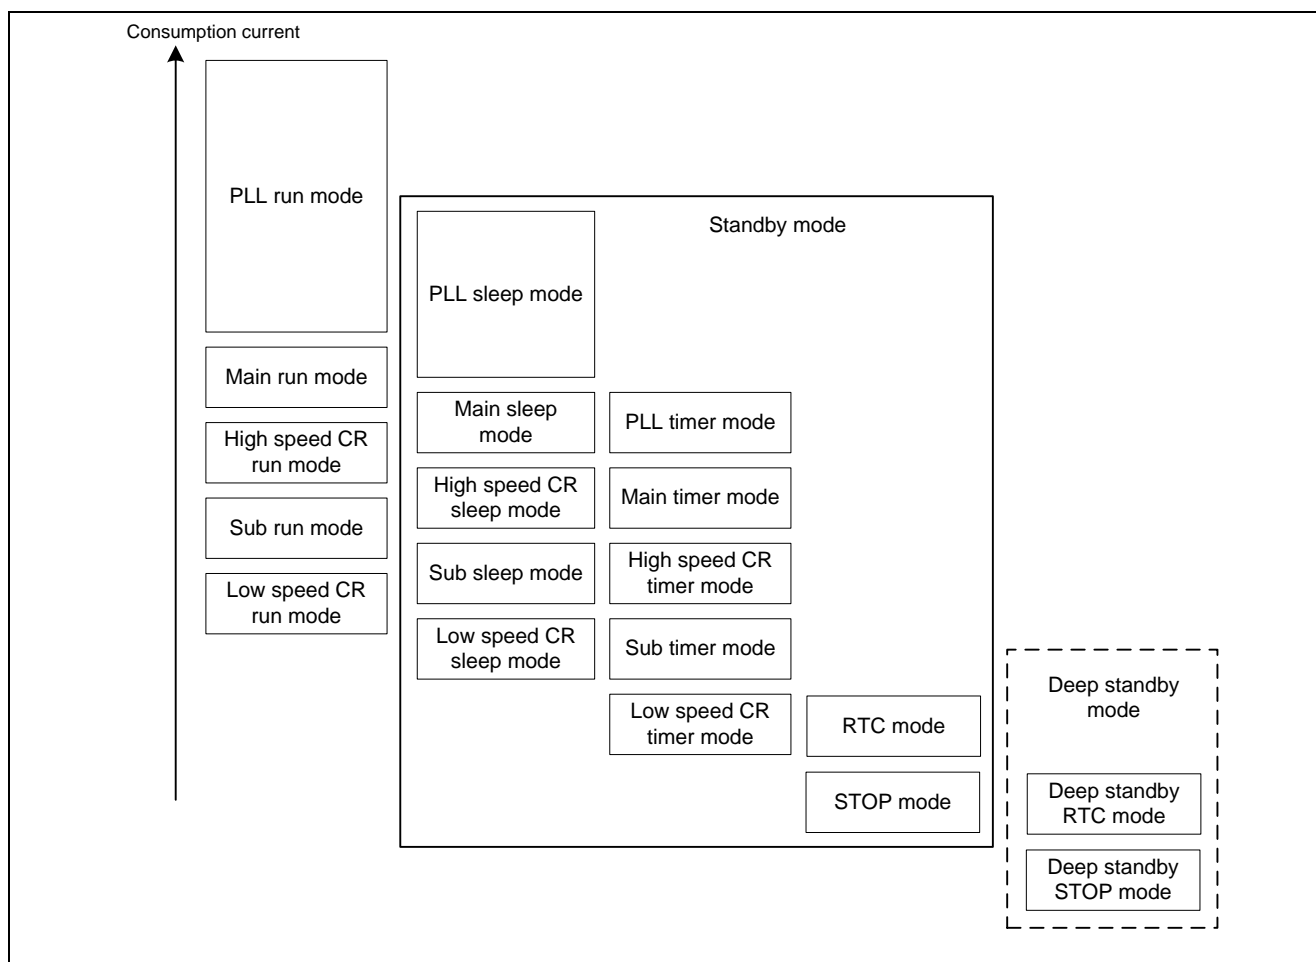 Consumption current
PLL run mode
Main run mode
High speed CR
run mode
Sub run mode
Low speed CR
run mode
Standby mode
PLL sleep mode
Main sleep
mode
High speed CR
sleep mode
Sub sleep mode
Low speed CR
sleep mode
PLL timer mode
Main timer mode
High speed CR
timer mode
Sub timer mode
Low speed CR
timer mode
RTC mode
STOP mode
Deep standby
mode
Deep standby
RTC mode
Deep standby
STOP mode